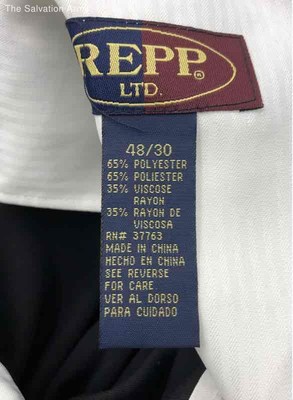 The Salvation Army
REPP®
LTD.
48/30
65% POLYESTER
65% POLIESTER
35% VISCOSE
RAYON
35% RAYON DE
VISCOSA
RN# 37763
MADE IN CHINA
HECHO EN CHINA
SEE REVERSE
FOR CARE.
VER AL DORSO
PARA CUIDADO